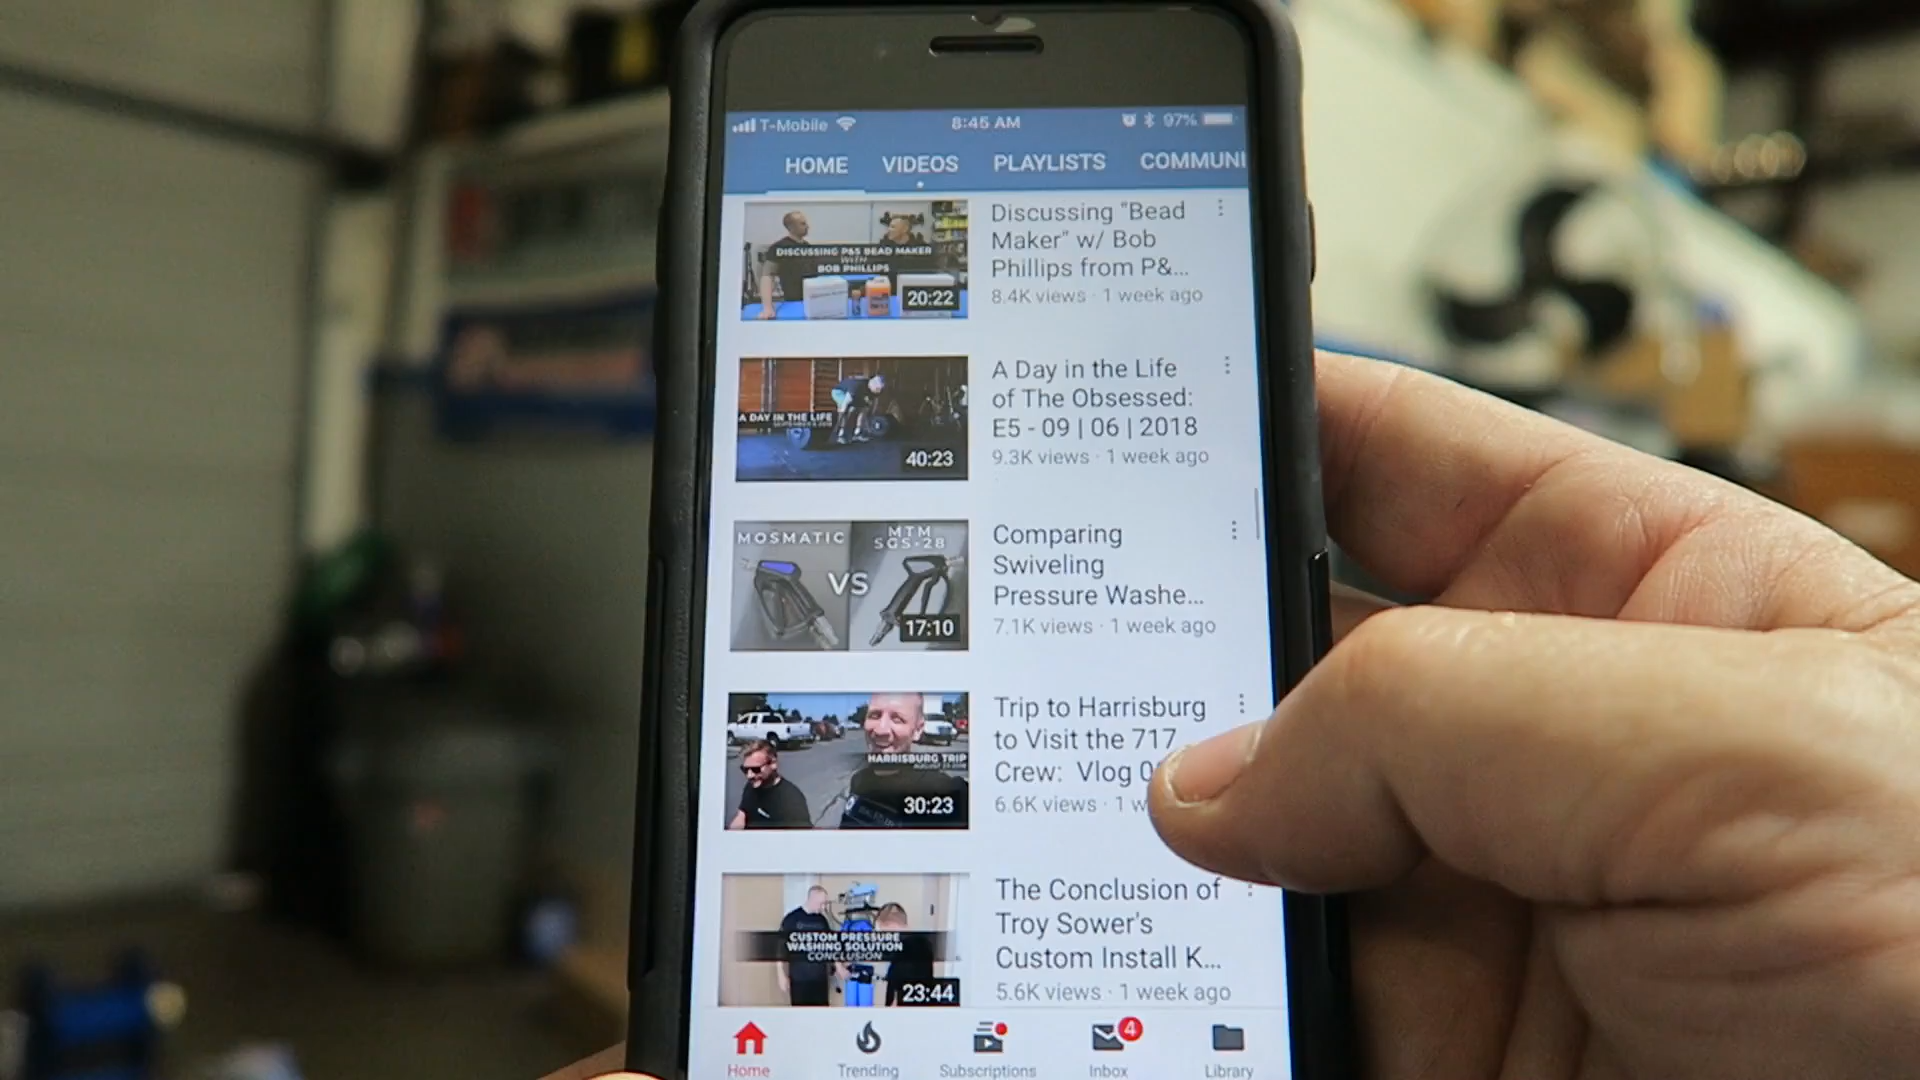 T-Mobile 8:45 AM 97%
HOME VIDEOS PLAYLISTS COMMUNI
DISCUSSING P&S BEAD MAKER
WITH
BOB PHILLIPS
20:22
Discussing "Bead
Maker" w/ Bob
Phillips from P&...
8.4K views · 1 week ago
A DAY IN THE LIFE
40:23
A Day in the Life
of The Obsessed:
E5 - 09 | 06 | 2018
9.3K views · 1 week ago
MOSMATIC
MTM
SGS-28
VS
17:10
Comparing
Swiveling
Pressure Washe...
7.1K views · 1 week ago
HARRISBURG TRIP
30:23
Trip to Harrisburg
to Visit the 717
Crew: Vlog
6.6K views · 1
CUSTOM PRESSURE
WASHING SOLUTION
CONCLUSION
23:44
The Conclusion of
Troy Sower's
Custom Install K...
5.6K views · 1 week ago
4
Home Trending Subscriptions Inbox Library